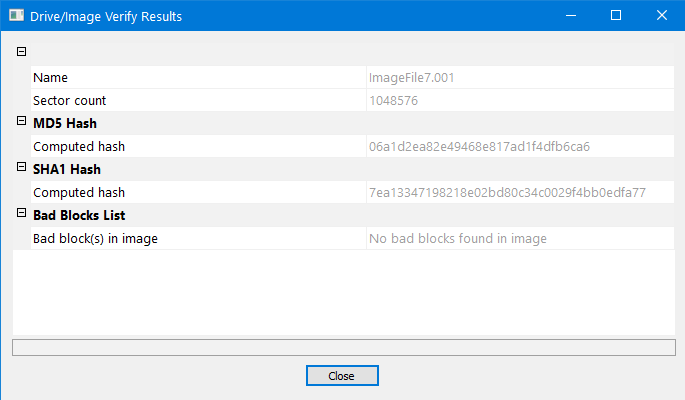 Drive/Image Verify Results
Name ImageFile7.001
Sector count 1048576
MD5 Hash
Computed hash 06a1d2ea82e49468e817ad1f4dfb6ca6
SHA1 Hash
Computed hash 7ea13347198218e02bd80c34c0029f4bb0edfa77
Bad Blocks List
Bad block(s) in image No bad blocks found in image
Close